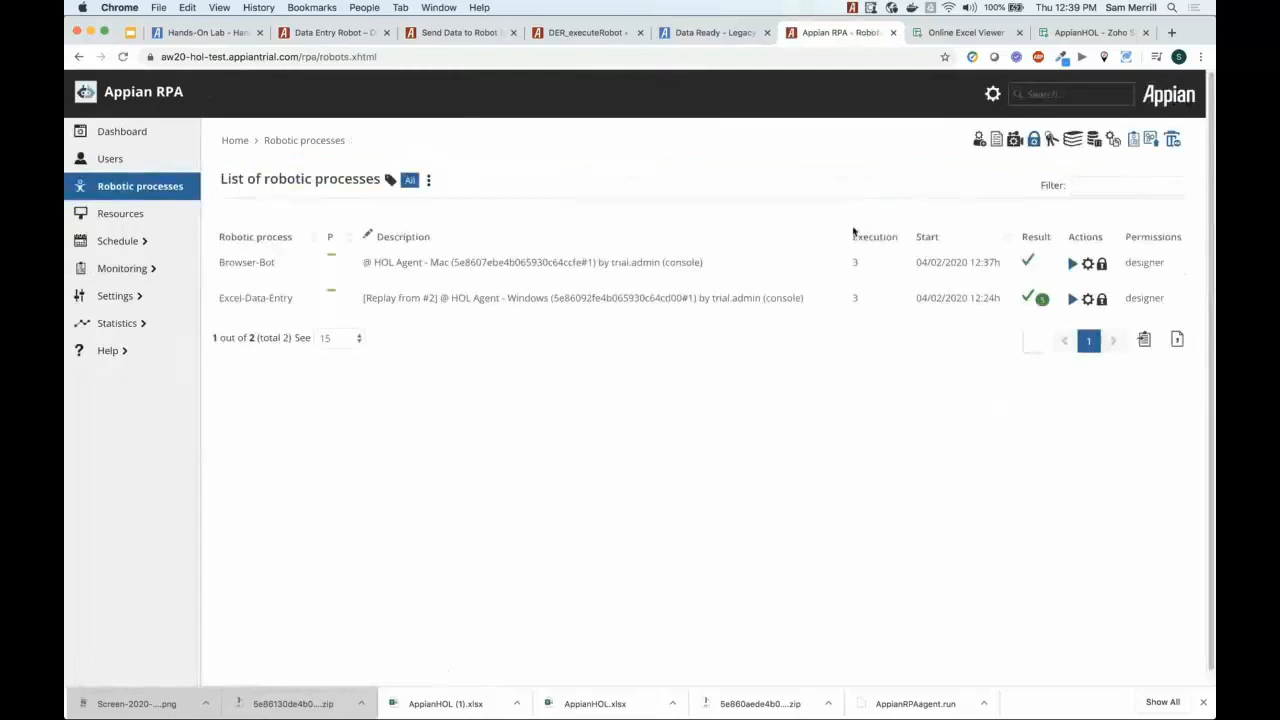 Chrome File Edit View History Bookmarks People Tab Window Help 100% Thu 12:39 PM Sam Merrill
Hands-On Lab - Han Data Entry Robot – C Send Data to Robot DER_executeRobot - Data Ready - Legacy Appian RPA - Robot Online Excel Viewer AppianHOL - Zoho S
aw20-hol-test.appiantrial.com/rpa/robots.xhtml S
Appian RPA Search... Appian
Dashboard
Users
Robotic processes
Resources
Schedule
Monitoring
Settings
Statistics
? Help
Home > Robotic processes
List of robotic processes All
Filter:
Robotic process P Description Execution Start Result Actions Permissions
Browser-Bot @ HOL Agent - Mac (5e8607ebe4b065930c64ccfe#1) by trial.admin (console) 3 04/02/2020 12:37h designer
Excel-Data-Entry [Replay from #2] @ HOL Agent - Windows (5e86092fe4b065930c64cd00#1) by trial.admin (console) 3 04/02/2020 12:24h S designer
1 out of 2 (total 2) See 15 1
Screen-2020-....png 5e86130de4b0....zip AppianHOL (1).xlsx AppianHOL.xlsx 5e860aede4b0....zip AppianRPAagent.run Show All